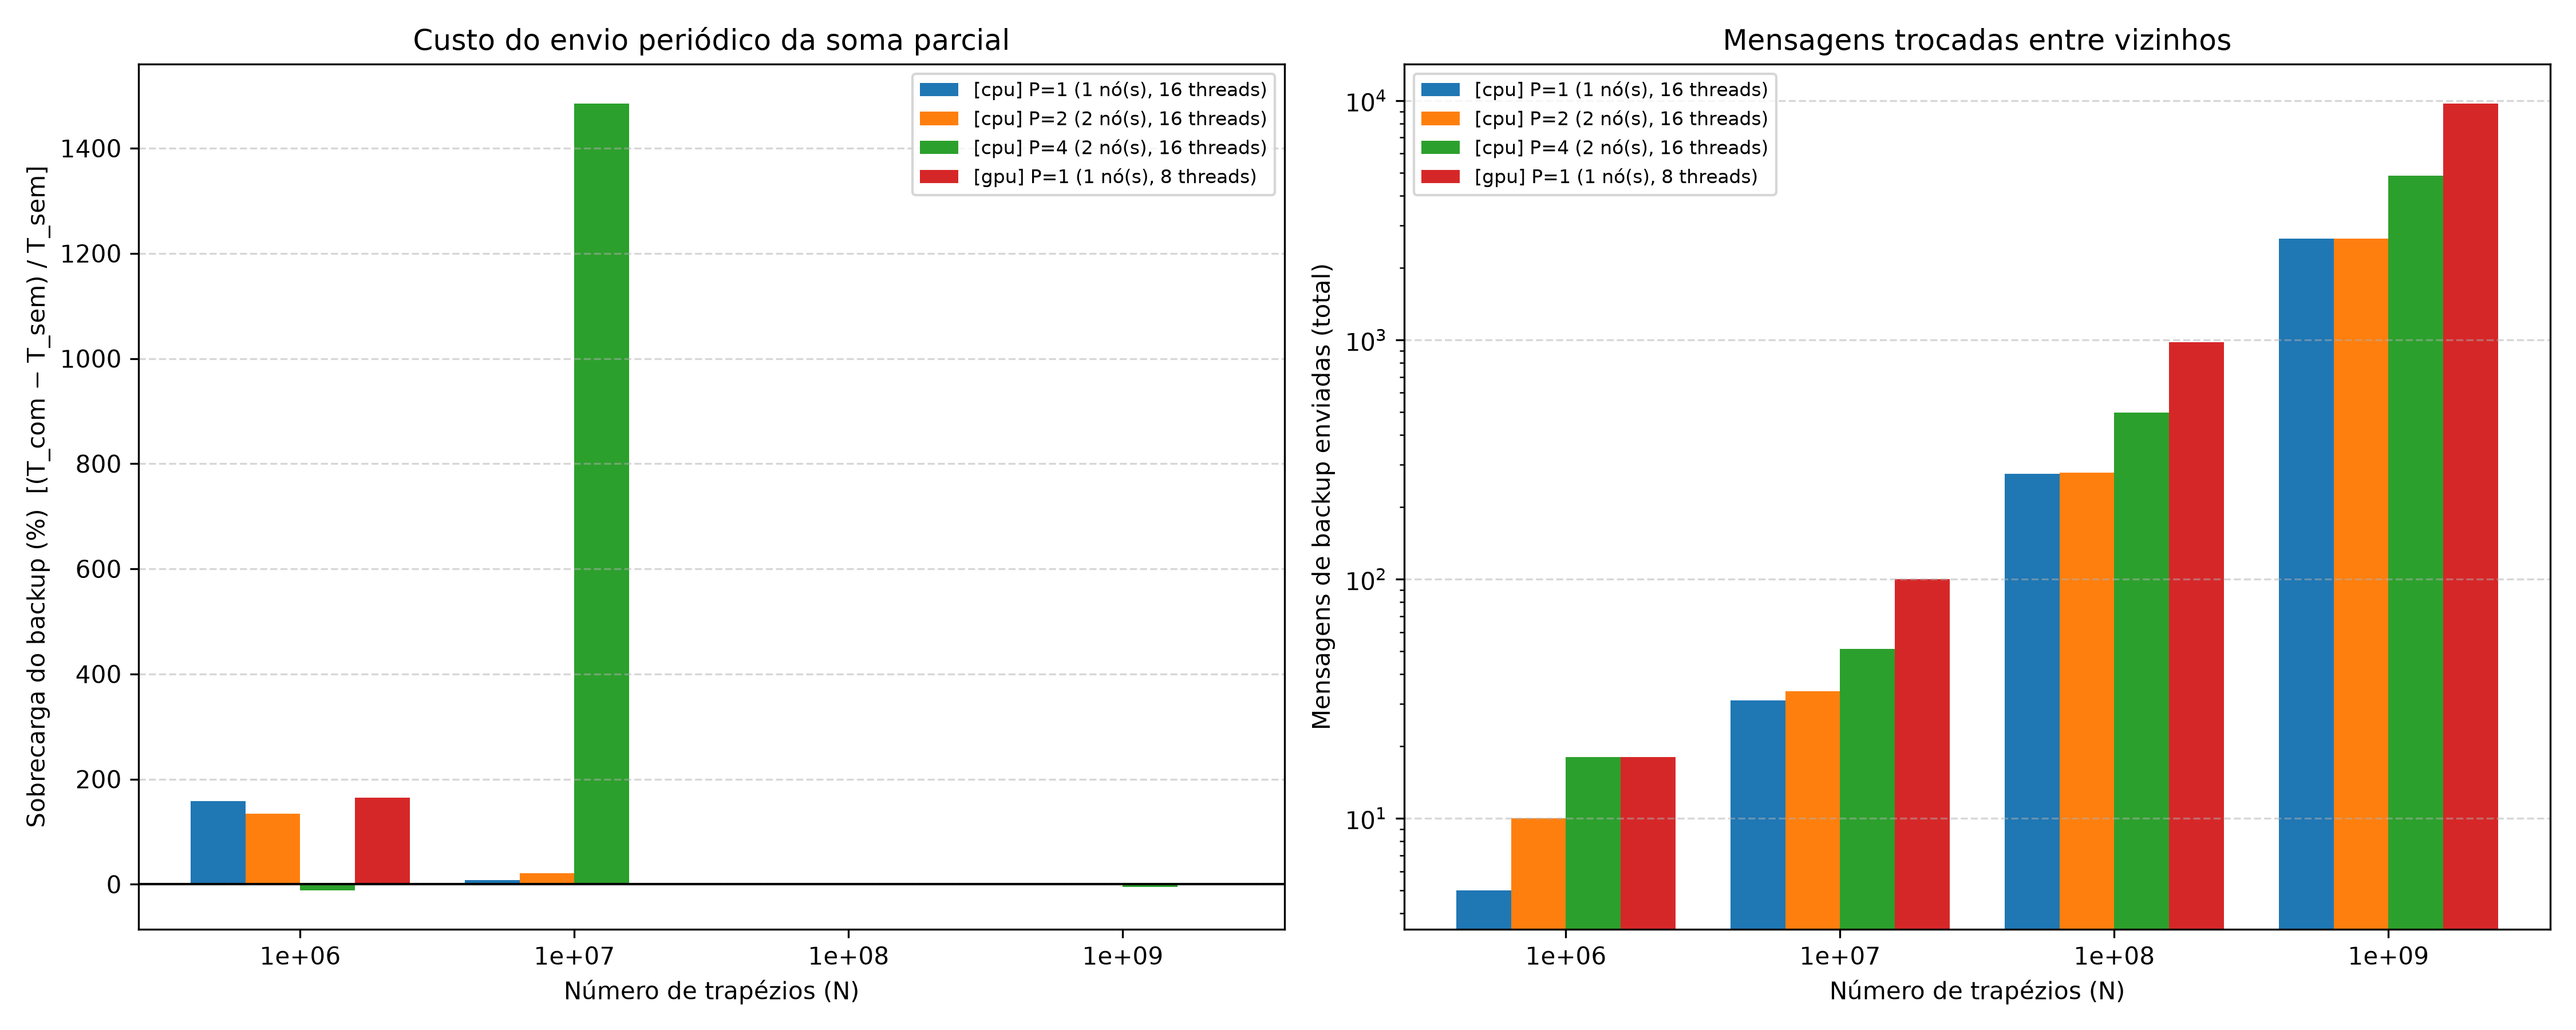 Custo do envio periódico da soma parcial
Sobrecarga do backup (%)  [(T_com − T_sem) / T_sem]
1400
1200
1000
800
600
400
200
0
[cpu] P=1 (1 nó(s), 16 threads)
[cpu] P=2 (2 nó(s), 16 threads)
[cpu] P=4 (2 nó(s), 16 threads)
[gpu] P=1 (1 nó(s), 8 threads)
1e+06
1e+07
1e+08
1e+09
Número de trapézios (N)
Mensagens trocadas entre vizinhos
Mensagens de backup enviadas (total)
10⁴
10³
10²
10¹
[cpu] P=1 (1 nó(s), 16 threads)
[cpu] P=2 (2 nó(s), 16 threads)
[cpu] P=4 (2 nó(s), 16 threads)
[gpu] P=1 (1 nó(s), 8 threads)
1e+06
1e+07
1e+08
1e+09
Número de trapézios (N)